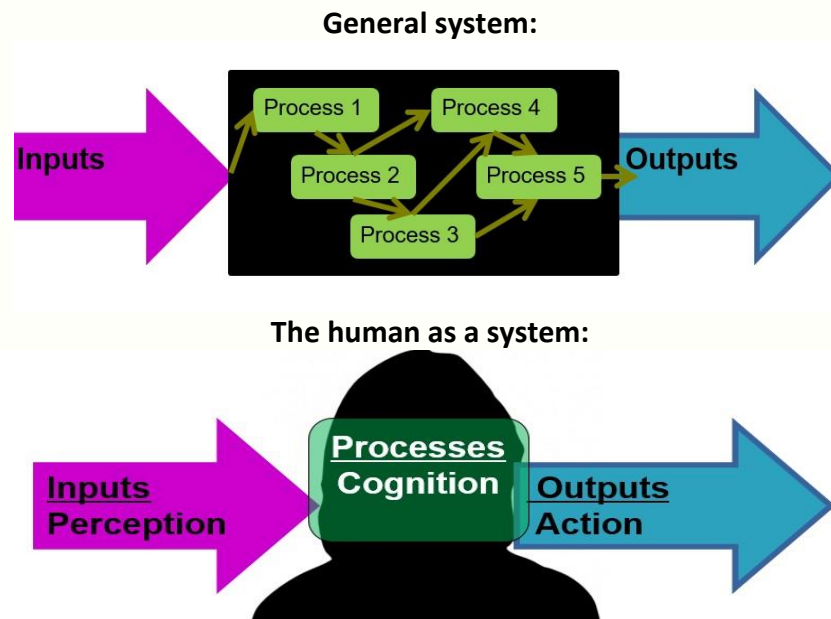 General system:
Inputs
Process 1
Process 4
Process 2
Process 5
Process 3
Outputs
The human as a system:
Inputs
Perception
Processes
Cognition
Outputs
Action